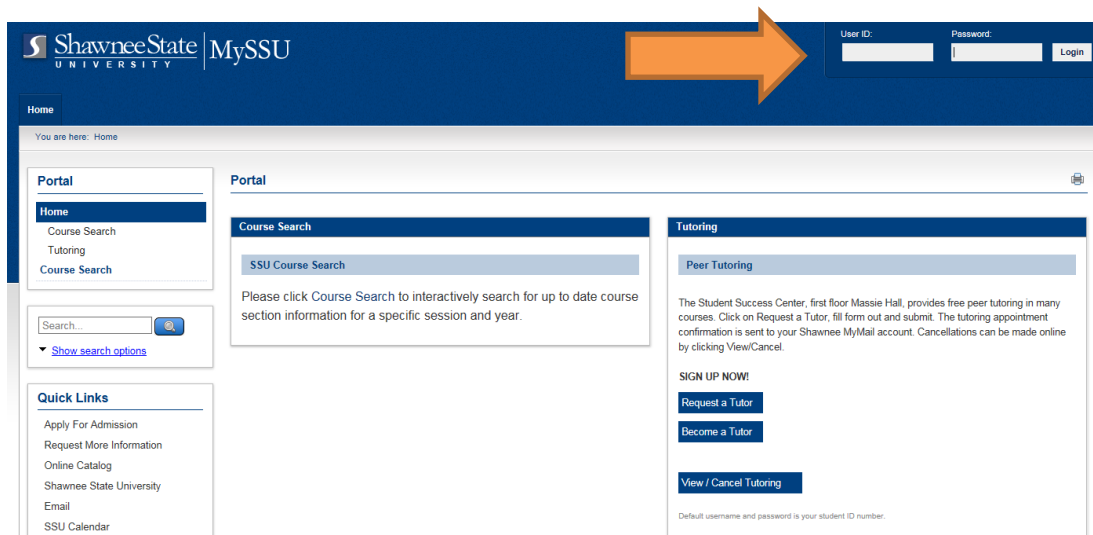 ShawneeState
UNIVERSITY
MySSU
User ID:
Password:
Login
Home
You are here: Home
Portal
Home
Course Search
Tutoring
Course Search
Search...
Show search options
Quick Links
Apply For Admission
Request More Information
Online Catalog
Shawnee State University
Email
SSU Calendar
Portal
Course Search
SSU Course Search
Please click Course Search to interactively search for up to date course
section information for a specific session and year.
Tutoring
Peer Tutoring
The Student Success Center, first floor Massie Hall, provides free peer tutoring in many
courses. Click on Request a Tutor, fill form out and submit. The tutoring appointment
confirmation is sent to your Shawnee MyMail account. Cancellations can be made online
by clicking View/Cancel.
SIGN UP NOW!
Request a Tutor
Become a Tutor
View / Cancel Tutoring
Default username and password is your student ID number.